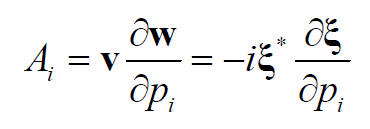 A_i = 𝐯 ∂𝐰/∂p_i = −i𝛏* ∂𝛏/∂p_i